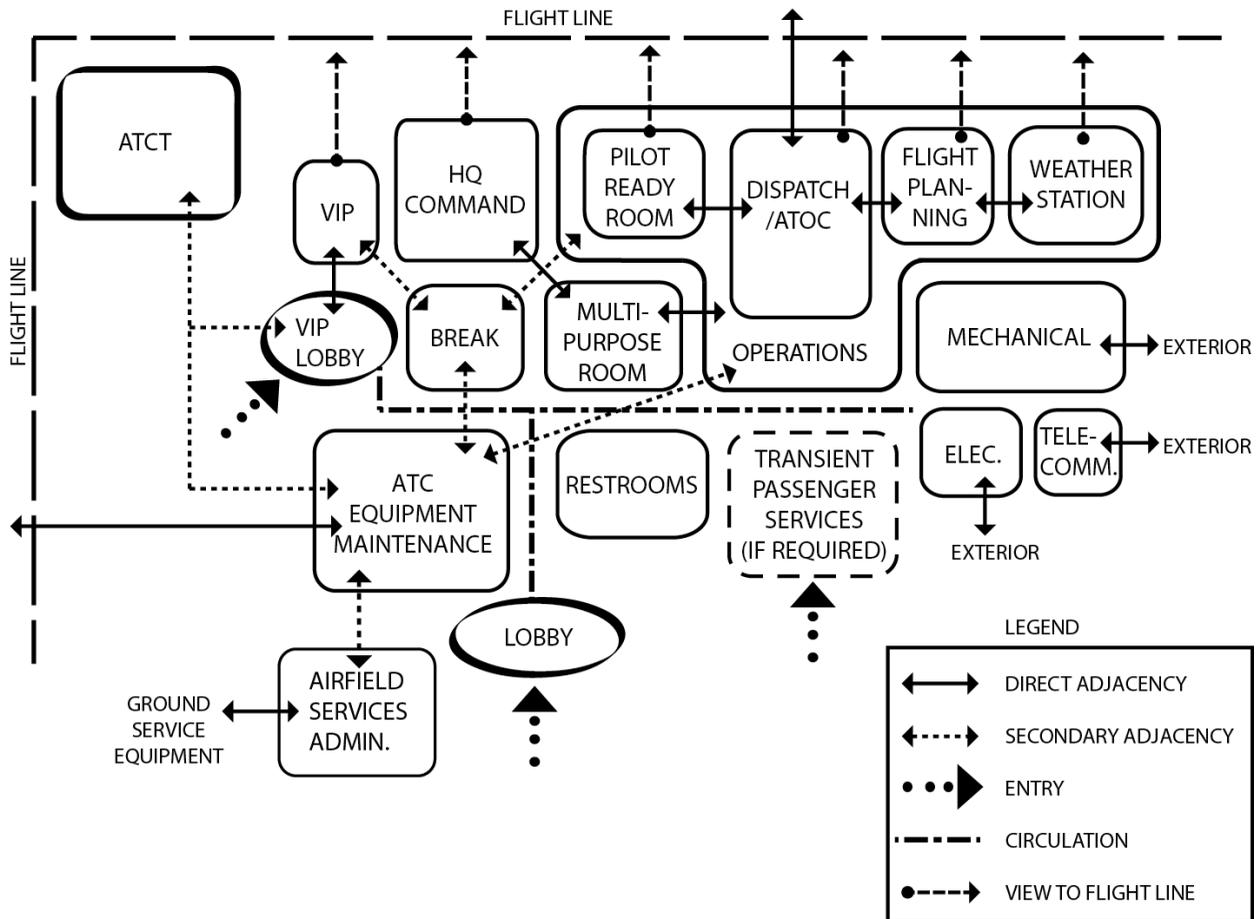 FLIGHT LINE
FLIGHT LINE
ATCT
VIP
HQ
COMMAND
PILOT
READY
ROOM
DISPATCH
/ATOC
FLIGHT
PLAN-
NING
WEATHER
STATION
VIP
LOBBY
BREAK
MULTI-
PURPOSE
ROOM
OPERATIONS
MECHANICAL
EXTERIOR
ATC
EQUIPMENT
MAINTENANCE
RESTROOMS
TRANSIENT
PASSENGER
SERVICES
(IF REQUIRED)
ELEC.
EXTERIOR
TELE-
COMM.
EXTERIOR
LOBBY
GROUND
SERVICE
EQUIPMENT
AIRFIELD
SERVICES
ADMIN.
LEGEND
DIRECT ADJACENCY
SECONDARY ADJACENCY
ENTRY
CIRCULATION
VIEW TO FLIGHT LINE